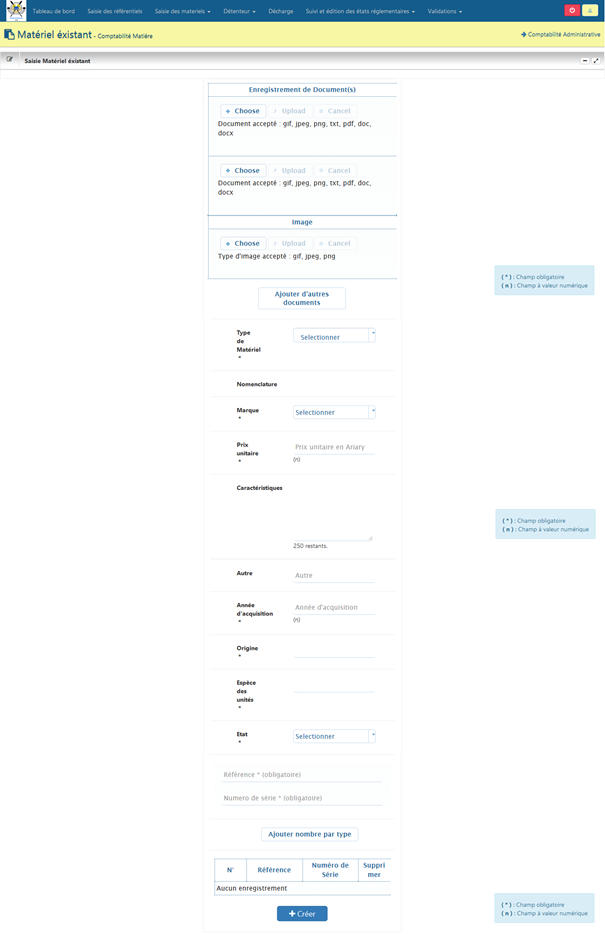 Tableau de bord Saisie des référentiels Saisie des materiels Détenteur Décharge Suivi et édition des états réglementaires Validations
Matériel éxistant - Comptabilité Matière
Comptabilité Administrative
Saisie Matériel éxistant
Enregistrement de Document(s)
Choose Upload Cancel
Document accepté : gif, jpeg, png, txt, pdf, doc,
docx
Choose Upload Cancel
Document accepté : gif, jpeg, png, txt, pdf, doc,
docx
Image
Choose Upload Cancel
Type d'image accepté : gif, jpeg, png
( * ) : Champ obligatoire
( n ) : Champ à valeur numérique
Ajouter d'autres
documents
Type
de
Matériel
*
Selectionner
Nomenclature
Marque
*
Selectionner
Prix
unitaire
*
Prix unitaire en Ariary
(n)
Caractéristiques
250 restants.
( * ) : Champ obligatoire
( n ) : Champ à valeur numérique
Autre
Autre
Année
d'acquisition
*
Année d'acquisition
(n)
Origine
*
Espèce
des
unités
*
Etat
*
Selectionner
Référence * (obligatoire)
Numero de série * (obligatoire)
Ajouter nombre par type
N° Référence Numéro de
Série Suppri
mer
Aucun enregistrement
+ Créer
( * ) : Champ obligatoire
( n ) : Champ à valeur numérique